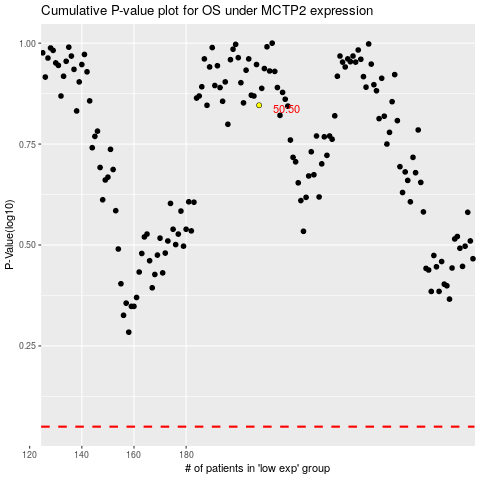 Cumulative P-value plot for OS under MCTP2 expression
P-Value(log10)
1.00
0.75
0.50
0.25
50:50
120 140 160 180
# of patients in 'low exp' group